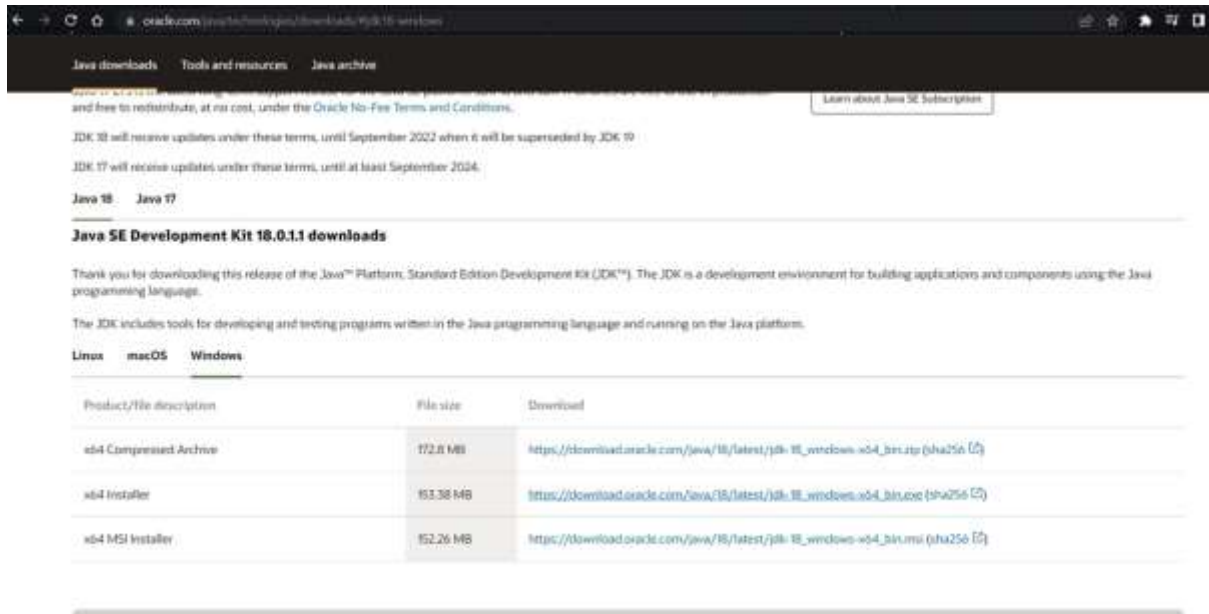 oracle.com/java/technologies/downloads/#jdk18-windows
Java downloads Tools and resources Java archive
and free to redistribute, at no cost, under the Oracle No-Fee Terms and Conditions.
Learn about Java SE Subscription
JDK 18 will receive updates under these terms, until September 2022 when it will be superseded by JDK 19
JDK 17 will receive updates under these terms, until at least September 2024.
Java 18 Java 17
Java SE Development Kit 18.0.1.1 downloads
Thank you for downloading this release of the Java™ Platform, Standard Edition Development Kit (JDK™). The JDK is a development environment for building applications and components using the Java
programming language.
The JDK includes tools for developing and testing programs written in the Java programming language and running on the Java platform.
Linux macOS Windows
Product/file description File size Download
x64 Compressed Archive 172.8 MB https://download.oracle.com/java/18/latest/jdk-18_windows-x64_bin.zip (sha256)
x64 Installer 153.38 MB https://download.oracle.com/java/18/latest/jdk-18_windows-x64_bin.exe (sha256)
x64 MSI Installer 152.26 MB https://download.oracle.com/java/18/latest/jdk-18_windows-x64_bin.msi (sha256)